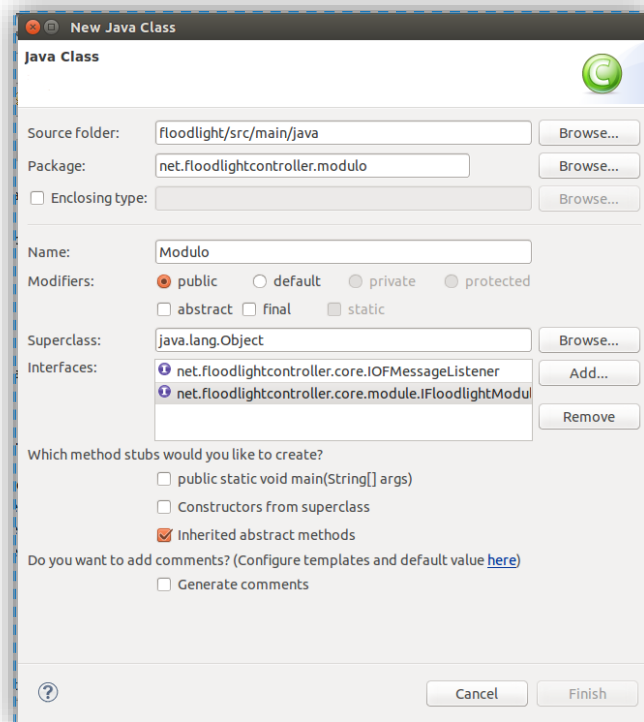 New Java Class
Java Class
C
Source folder: floodlight/src/main/java Browse...
Package: net.floodlightcontroller.modulo Browse...
Enclosing type: Browse...
Name: Modulo
Modifiers: public default private protected
abstract final static
Superclass: java.lang.Object Browse...
Interfaces: net.floodlightcontroller.core.IOFMessageListener Add...
net.floodlightcontroller.core.module.IFloodlightModul
Remove
Which method stubs would you like to create?
public static void main(String[] args)
Constructors from superclass
Inherited abstract methods
Do you want to add comments? (Configure templates and default value here)
Generate comments
? Cancel Finish